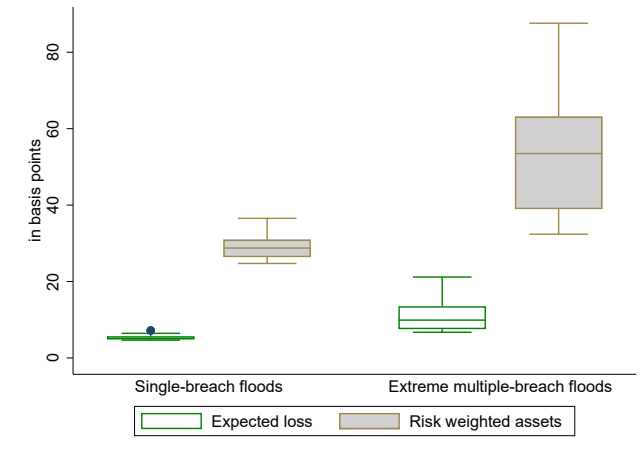 in basis points
80
60
40
20
0
Single-breach floods Extreme multiple-breach floods
Expected loss Risk weighted assets